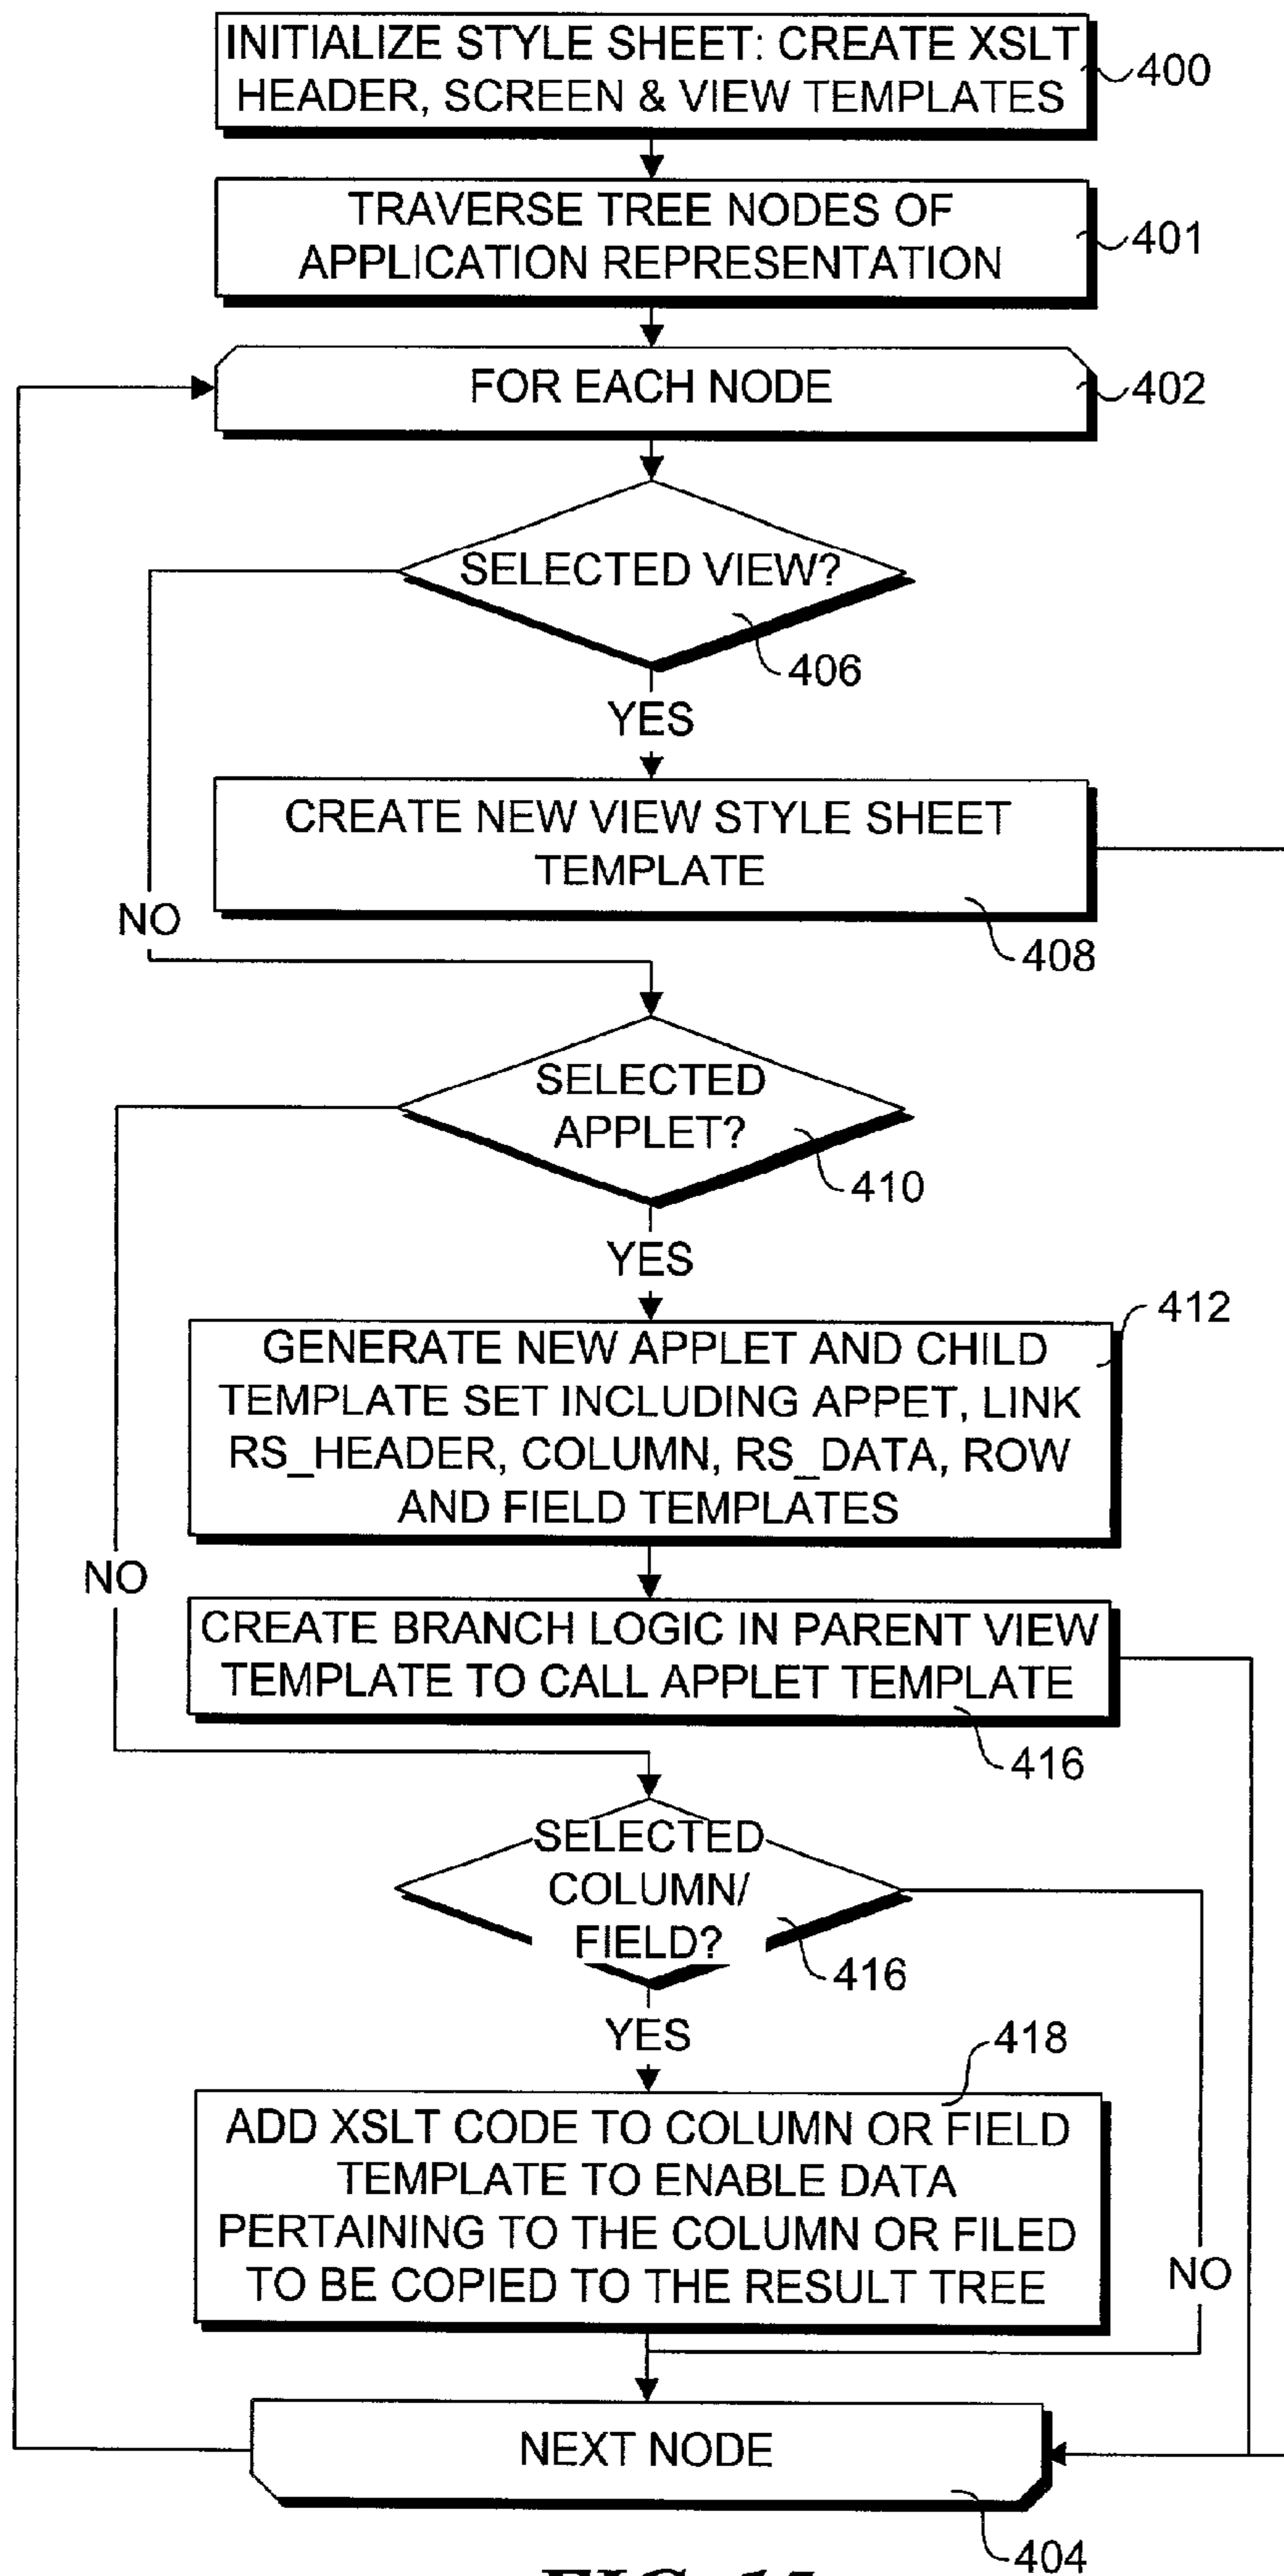 INITIALIZE STYLE SHEET: CREATE XSLT
HEADER, SCREEN & VIEW TEMPLATES
400
TRAVERSE TREE NODES OF
APPLICATION REPRESENTATION
401
FOR EACH NODE
402
SELECTED VIEW?
406
YES
CREATE NEW VIEW STYLE SHEET
TEMPLATE
NO
408
SELECTED
APPLET?
410
YES
412
GENERATE NEW APPLET AND CHILD
TEMPLATE SET INCLUDING APPET, LINK
RS_HEADER, COLUMN, RS_DATA, ROW
AND FIELD TEMPLATES
NO
CREATE BRANCH LOGIC IN PARENT VIEW
TEMPLATE TO CALL APPLET TEMPLATE
416
SELECTED
COLUMN/
FIELD?
416
YES
418
ADD XSLT CODE TO COLUMN OR FIELD
TEMPLATE TO ENABLE DATA
PERTAINING TO THE COLUMN OR FILED
TO BE COPIED TO THE RESULT TREE
NO
NEXT NODE
404